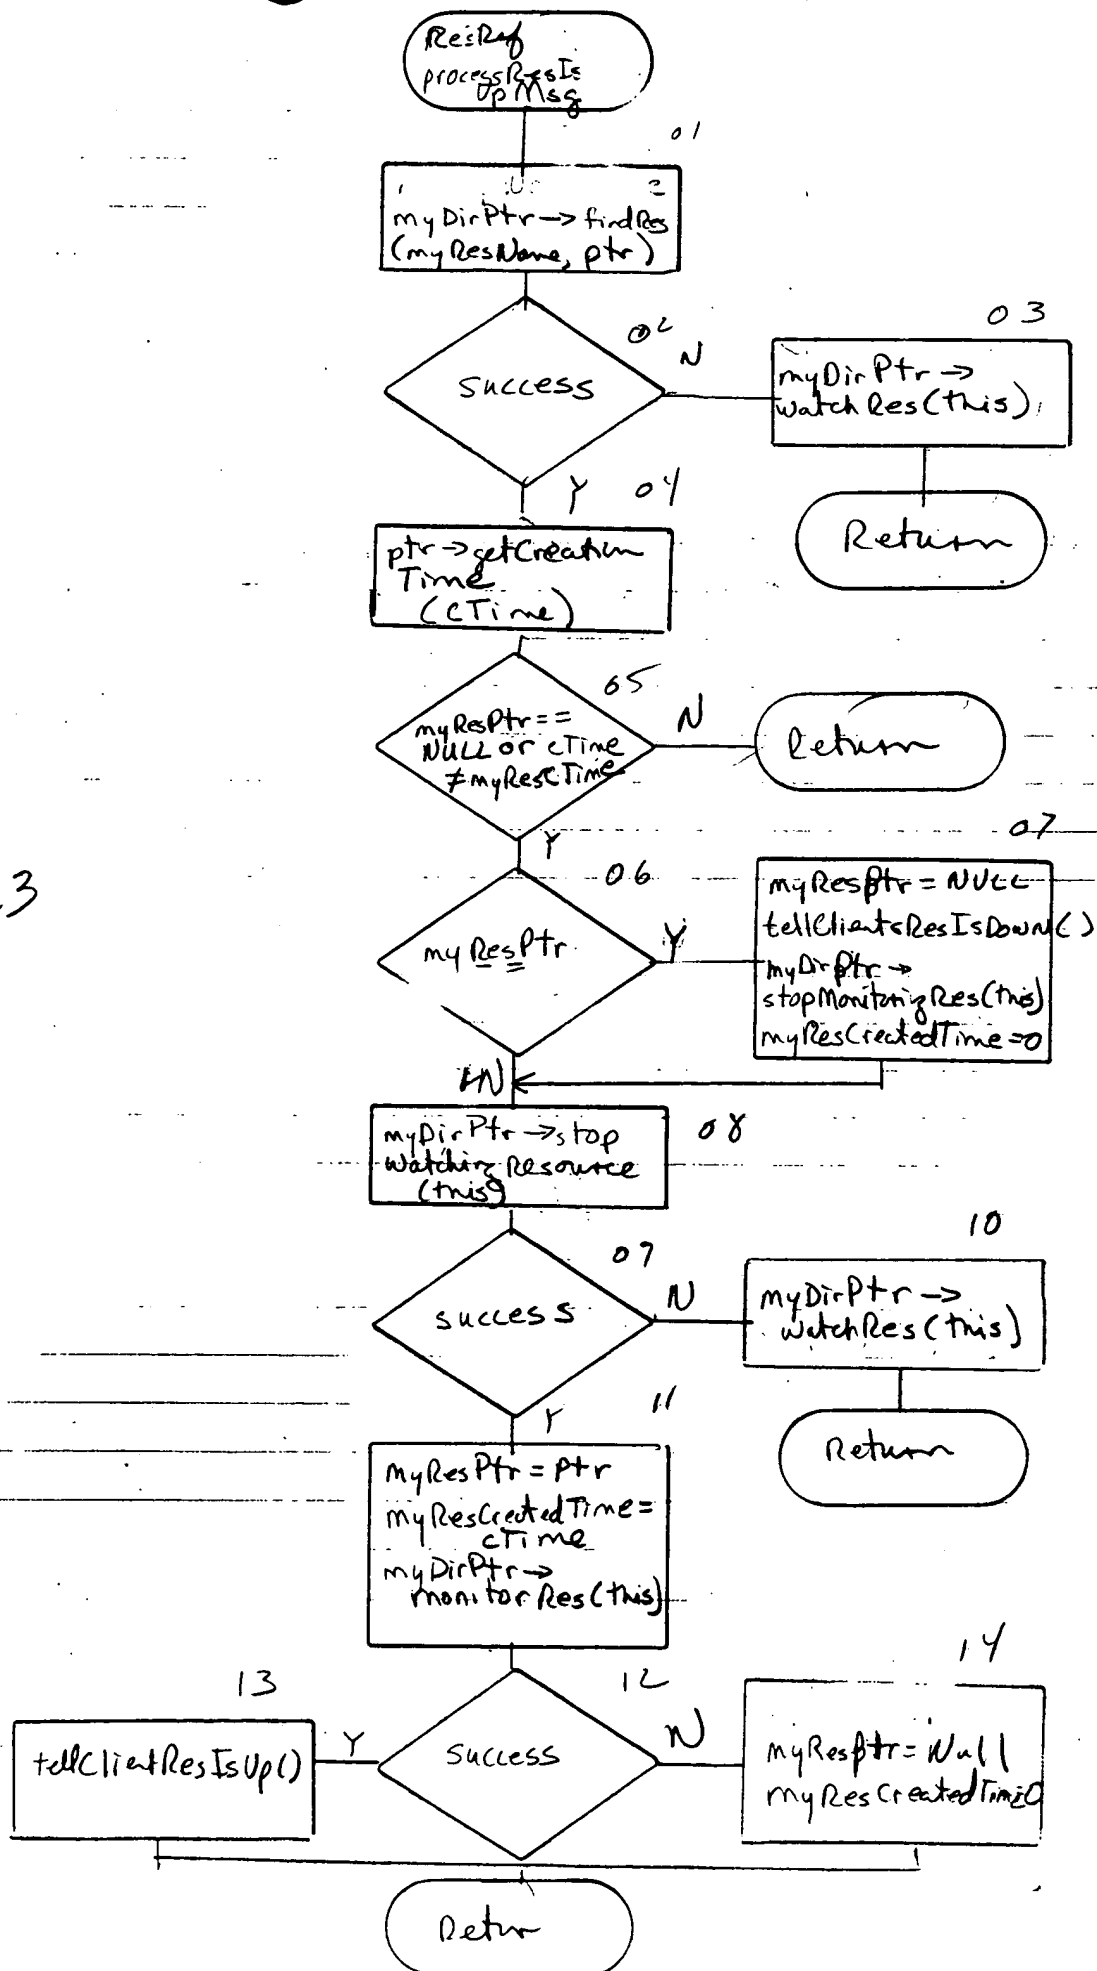 ResRef
processResIs
UpMsg
01
myDirPtr → findRes
(myResName, ptr)
02
success
N
03
myDirPtr →
watchRes(this)
Return
Y
04
ptr → getCreation
Time
(cTime)
05
myResPtr ==
NULL or cTime
≠ myResCTime
N
Return
Y
06
myResPtr
Y
07
myResPtr = NULL
tellClientsResIsDown()
myDirPtr →
stopMonitoringRes(this)
myResCreatedTime = 0
3
N
08
myDirPtr → stop
Watching Resource
(this)
09
success
N
10
myDirPtr →
watchRes(this)
Return
Y
11
myResPtr = ptr
myResCreatedTime =
cTime
myDirPtr →
monitorRes(this)
12
success
Y
13
tellClientResIsUp()
N
14
myResPtr = Null
myResCreatedTime=0
Retur